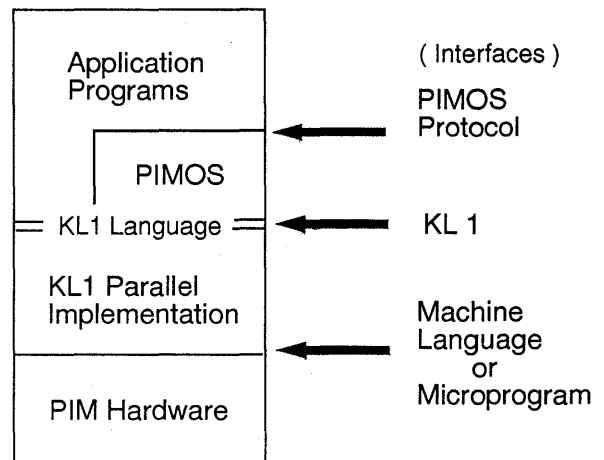 Application
Programs
PIMOS
KL1 Language
KL1 Parallel
Implementation
PIM Hardware
( Interfaces )
PIMOS
Protocol
KL 1
Machine
Language
or
Microprogram